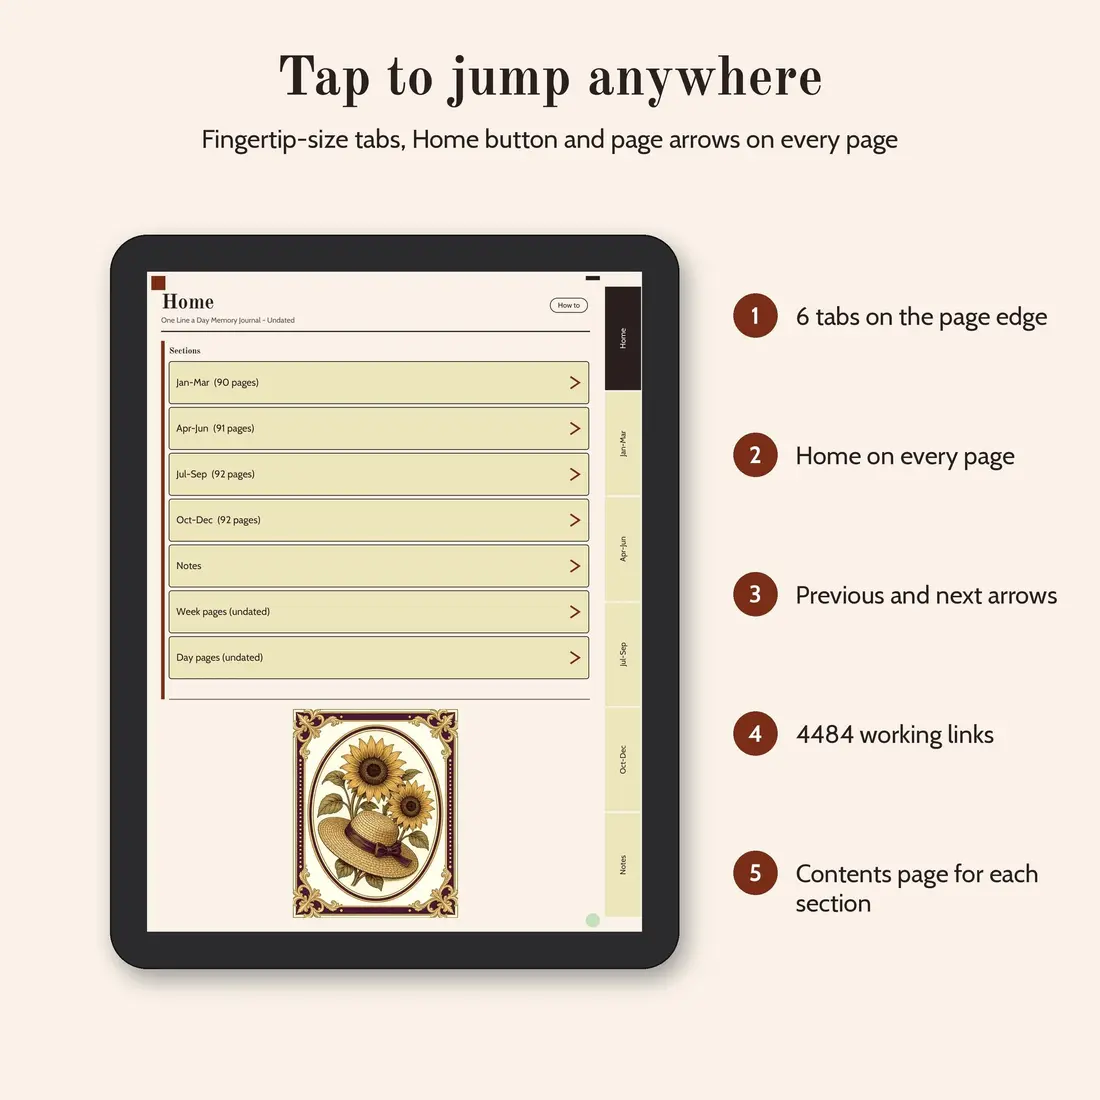 Tap to jump anywhere
Fingertip-size tabs, Home button and page arrows on every page
Home
How to
One Line a Day Memory Journal - Undated
Sections
Jan-Mar (90 pages)
Apr-Jun (91 pages)
Jul-Sep (92 pages)
Oct-Dec (92 pages)
Notes
Week pages (undated)
Day pages (undated)
Home
Jan-Mar
Apr-Jun
Jul-Sep
Oct-Dec
Notes
1 6 tabs on the page edge
2 Home on every page
3 Previous and next arrows
4 4484 working links
5 Contents page for each
section